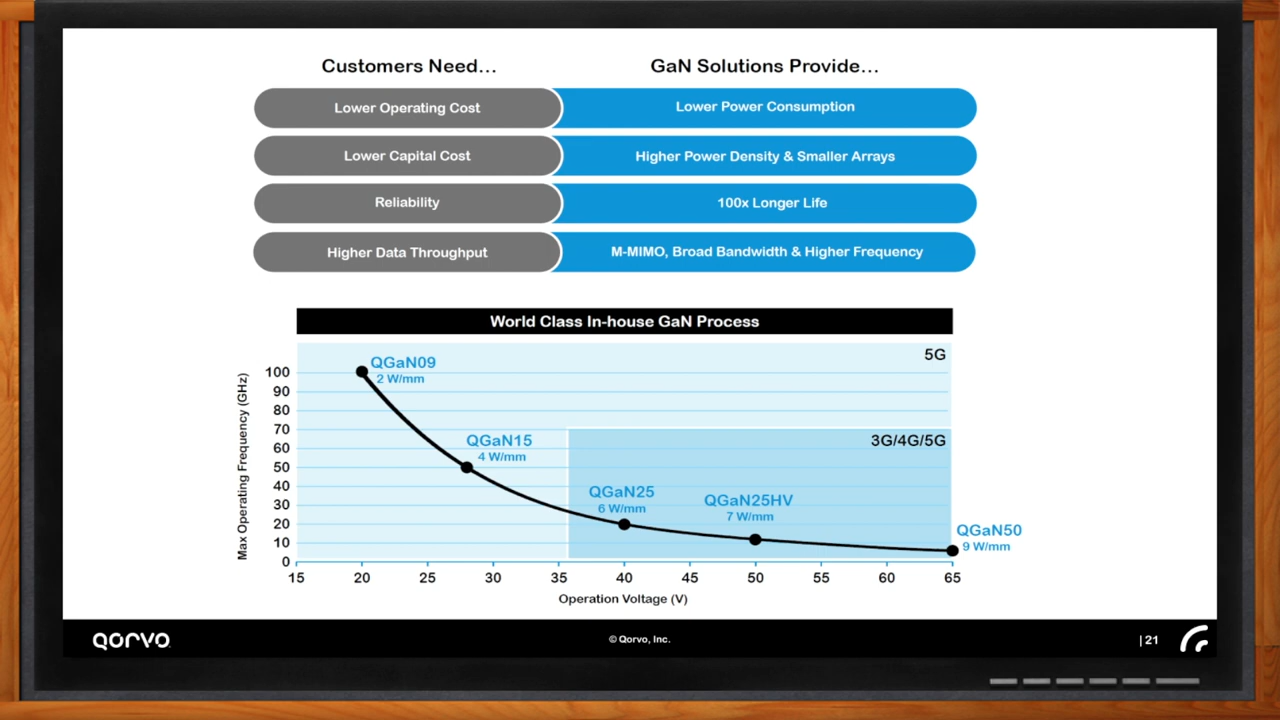 Customers Need...
GaN Solutions Provide...
Lower Operating Cost
Lower Power Consumption
Lower Capital Cost
Higher Power Density & Smaller Arrays
Reliability
100x Longer Life
Higher Data Throughput
M-MIMO, Broad Bandwidth & Higher Frequency
World Class In-house GaN Process
5G
3G/4G/5G
Max Operating Frequency (GHz)
100
90
80
70
60
50
40
30
20
10
0
QGaN09
2 W/mm
QGaN15
4 W/mm
QGaN25
6 W/mm
QGaN25HV
7 W/mm
QGaN50
9 W/mm
15 20 25 30 35 40 45 50 55 60 65
Operation Voltage (V)
QORVO
© Qorvo, Inc.
| 21